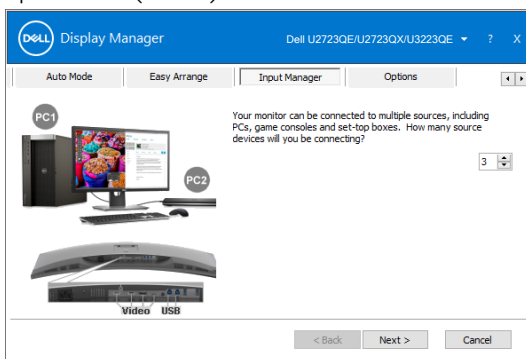 DELL Display Manager
Dell U2723QE/U2723QX/U3223QE ? X
Auto Mode Easy Arrange Input Manager Options
PC1
PC2
Your monitor can be connected to multiple sources, including
PCs, game consoles and set-top boxes. How many source
devices will you be connecting?
3
Video USB
< Back Next > Cancel